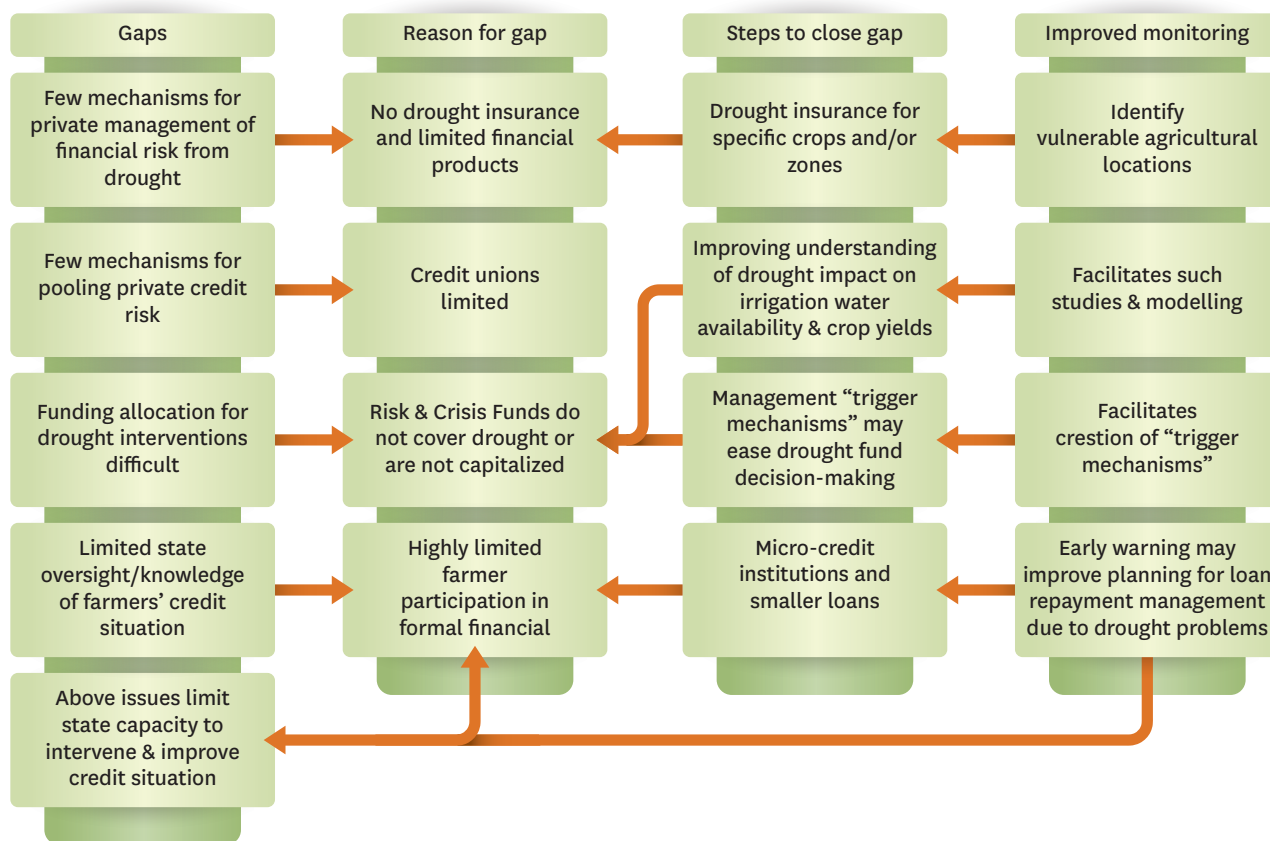 Gaps
Few mechanisms for
private management of
financial risk from
drought
Few mechanisms for
pooling private credit
risk
Funding allocation for
drought interventions
difficult
Limited state
oversight/knowledge
of farmers’ credit
situation
Above issues limit
state capacity to
intervene & improve
credit situation
Reason for gap
No drought insurance
and limited financial
products
Credit unions
limited
Risk & Crisis Funds do
not cover drought or
are not capitalized
Highly limited
farmer
participation in
formal financial
Steps to close gap
Drought insurance for
specific crops and/or
zones
Improving understanding
of drought impact on
irrigation water
availability & crop yields
Management “trigger
mechanisms” may
ease drought fund
decision-making
Micro-credit
institutions and
smaller loans
Improved monitoring
Identify
vulnerable agricultural
locations
Facilitates such
studies & modelling
Facilitates
crestion of “trigger
mechanisms”
Early warning may
improve planning for loan
repayment management
due to drought problems